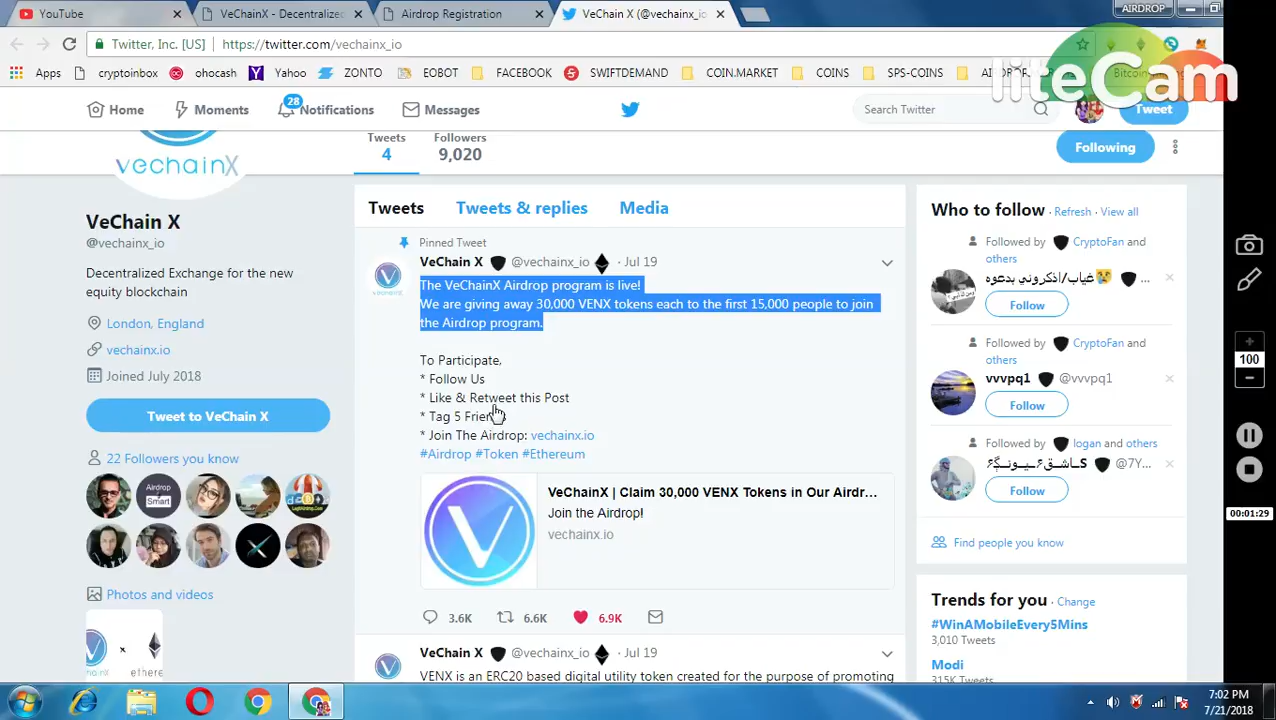 YouTube
VeChainX - Decentralized
Airdrop Registration
VeChain X (@vechainx_io
AIRDROP
Twitter, Inc. [US]
https://twitter.com/vechainx_io
Apps
cryptoinbox
ohocash
Yahoo
ZONTO
EOBOT
FACEBOOK
SWIFTDEMAND
COIN.MARKET
COINS
SPS-COINS
liteCam
Home
Moments
28
Notifications
Messages
Search Twitter
Tweet
Tweets
4
Followers
9,020
Following
vechainX
VeChain X
@vechainx_io
Decentralized Exchange for the new
equity blockchain
London, England
vechainx.io
Joined July 2018
Tweet to VeChain X
22 Followers you know
Airdrop
Smart
Photos and videos
Tweets
Tweets & replies
Media
Pinned Tweet
VeChain X @vechainx_io · Jul 19
The VeChainX Airdrop program is live!
We are giving away 30,000 VENX tokens each to the first 15,000 people to join
the Airdrop program.
To Participate,
* Follow Us
* Like & Retweet this Post
* Tag 5 Friends
* Join The Airdrop: vechainx.io
#Airdrop #Token #Ethereum
VeChainX | Claim 30,000 VENX Tokens in Our Airdr...
Join the Airdrop!
vechainx.io
3.6K
6.6K
6.9K
VeChain X @vechainx_io · Jul 19
VENX is an ERC20 based digital utility token created for the purpose of promoting
Who to follow · Refresh · View all
Followed by CryptoFan and
others
غياب/اذكروني بدعوه ...
Follow
Followed by CryptoFan and
others
vvvpq1 @vvvpq1
Follow
Followed by logan and others
@7Y...
Follow
Find people you know
Trends for you · Change
#WinAMobileEvery5Mins
3,010 Tweets
Modi
315K Tweets
100
00:01:29
7:02 PM
7/21/2018